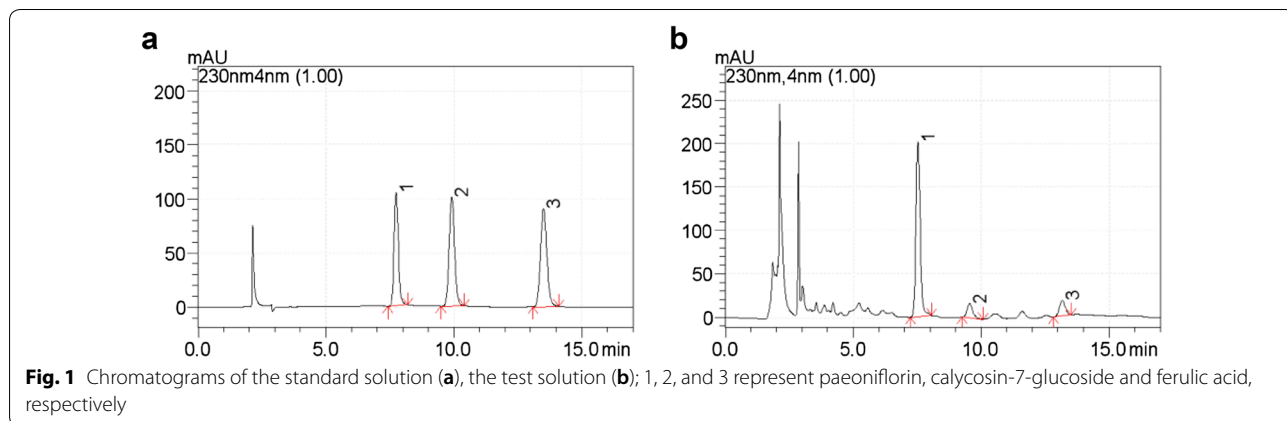 a
mAU
230nm4nm (1.00)
200
150
100
50
0
1
2
3
0.0 5.0 10.0 15.0 min
b
mAU
230nm,4nm (1.00)
250
200
150
100
50
0
1
2
3
0.0 5.0 10.0 15.0 min
Fig. 1 Chromatograms of the standard solution (a), the test solution (b); 1, 2, and 3 represent paeoniflorin, calycosin-7-glucoside and ferulic acid,
respectively